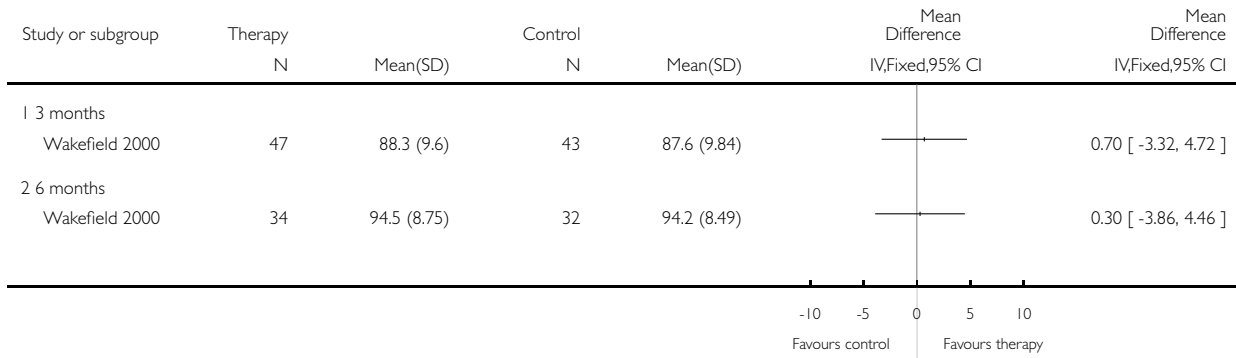 Mean Mean
Study or subgroup Therapy Control Difference Difference
N Mean(SD) N Mean(SD) IV,Fixed,95% CI IV,Fixed,95% CI
1 3 months
Wakefield 2000 47 88.3 (9.6) 43 87.6 (9.84) 0.70 [ -3.32, 4.72 ]
2 6 months
Wakefield 2000 34 94.5 (8.75) 32 94.2 (8.49) 0.30 [ -3.86, 4.46 ]
-10 -5 0 5 10
Favours control Favours therapy